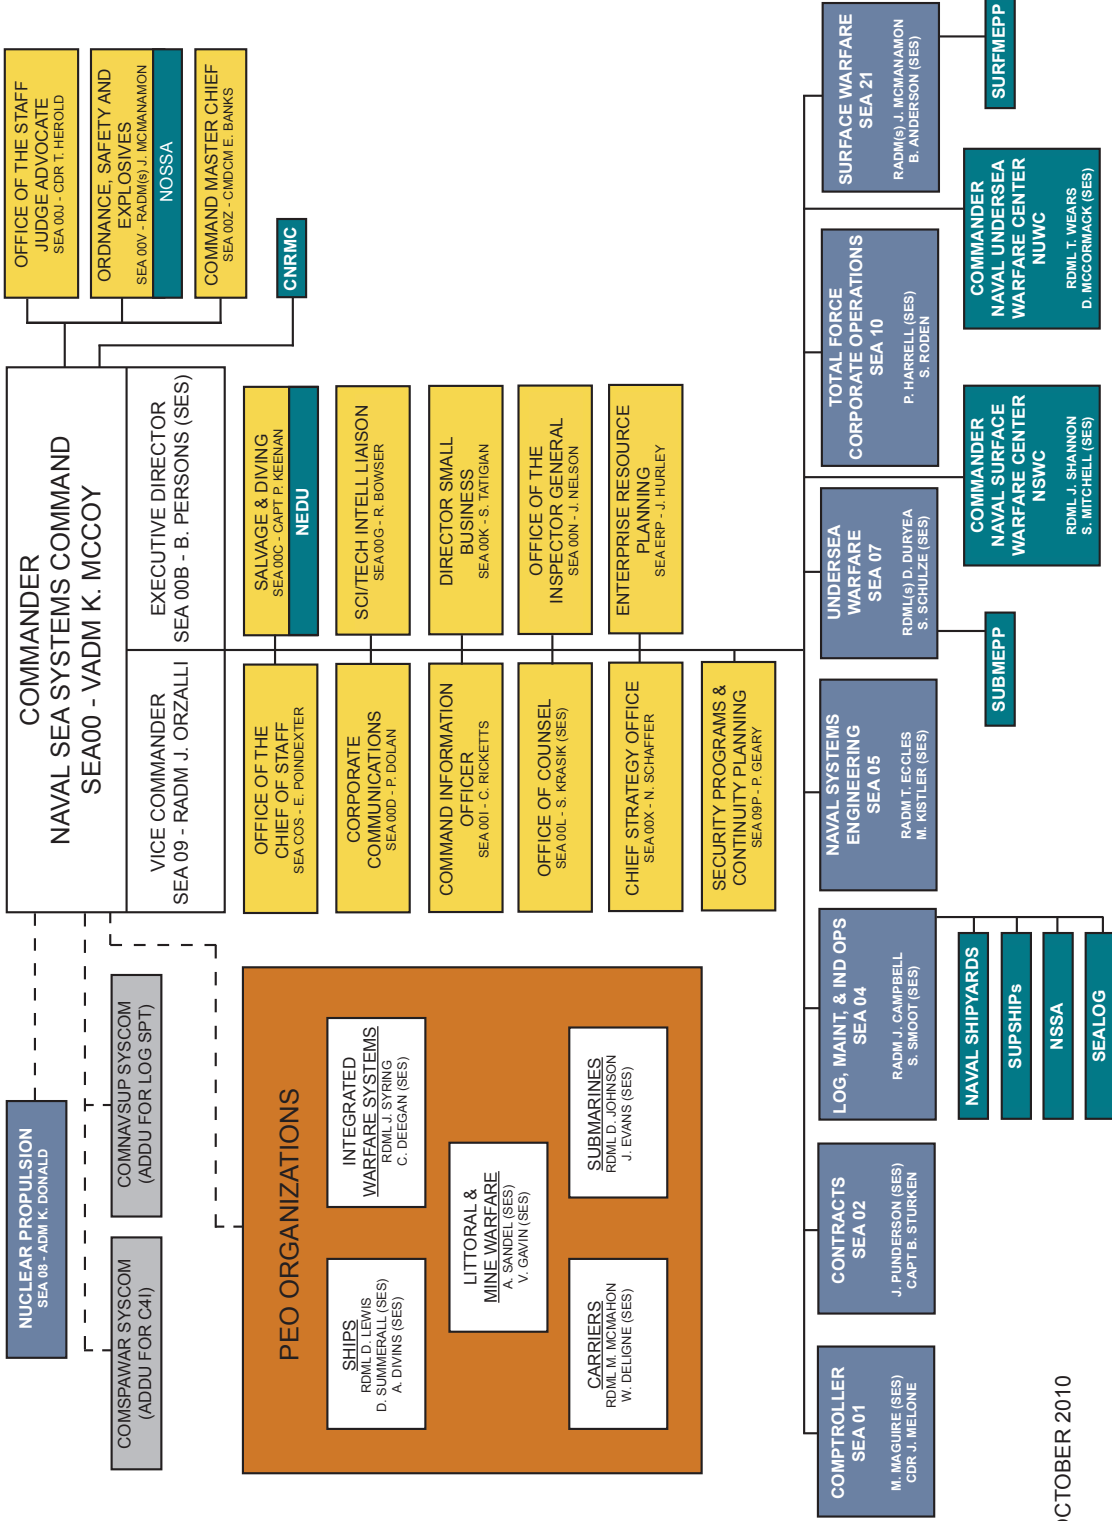 COMMANDER
NAVAL SEA SYSTEMS COMMAND
SEA00 - VADM K. MCCOY
VICE COMMANDER
SEA 09 - RADM J. ORZALLI
EXECUTIVE DIRECTOR
SEA 00B - B. PERSONS (SES)
NUCLEAR PROPULSION
SEA 08 - ADM K. DONALD
COMSPAWAR SYSCOM
(ADDU FOR C4I)
COMNAVSUP SYSCOM
(ADDU FOR LOG SPT)
OFFICE OF THE STAFF
JUDGE ADVOCATE
SEA 00J - CDR T. HEROLD
ORDNANCE, SAFETY AND
EXPLOSIVES
SEA 00V - RADM(s) J. MCMANAMON
NOSSA
COMMAND MASTER CHIEF
SEA 00Z - CMDCM E. BANKS
CNRMC
PEO ORGANIZATIONS
SHIPS
RDML D. LEWIS
D. SUMMERALL (SES)
A. DIVINS (SES)
INTEGRATED
WARFARE SYSTEMS
RDML J. SYRING
C. DEEGAN (SES)
LITTORAL &
MINE WARFARE
A. SANDEL (SES)
V. GAVIN (SES)
CARRIERS
RDML M. MCMAHON
W. DELIGNE (SES)
SUBMARINES
RDML D. JOHNSON
J. EVANS (SES)
OFFICE OF THE
CHIEF OF STAFF
SEA COS - E. POINDEXTER
SALVAGE & DIVING
SEA 00C - CAPT P. KEENAN
NEDU
CORPORATE
COMMUNICATIONS
SEA 00D - P. DOLAN
SCI/TECH INTELL LIAISON
SEA 00G - R. BOWSER
COMMAND INFORMATION
OFFICER
SEA 00I - C. RICKETTS
DIRECTOR SMALL
BUSINESS
SEA 00K - S. TATIGIAN
OFFICE OF COUNSEL
SEA 00L - S. KRASIK (SES)
OFFICE OF THE
INSPECTOR GENERAL
SEA 00N - J. NELSON
CHIEF STRATEGY OFFICE
SEA 00X - N. SCHAFFER
ENTERPRISE RESOURCE
PLANNING
SEA ERP - J. HURLEY
SECURITY PROGRAMS &
CONTINUITY PLANNING
SEA 09P - P. GEARY
COMPTROLLER
SEA 01
M. MAGUIRE (SES)
CDR J. MELONE
CONTRACTS
SEA 02
J. PUNDERSON (SES)
CAPT B. STURKEN
LOG, MAINT, & IND OPS
SEA 04
RADM J. CAMPBELL
S. SMOOT (SES)
NAVAL SHIPYARDS
SUPSHIPs
NSSA
SEALOG
NAVAL SYSTEMS
ENGINEERING
SEA 05
RADM T. ECCLES
M. KISTLER (SES)
UNDERSEA
WARFARE
SEA 07
RDML(s) D. DURYEA
S. SCHULZE (SES)
SUBMEPP
TOTAL FORCE
CORPORATE OPERATIONS
SEA 10
P. HARRELL (SES)
S. RODEN
SURFACE WARFARE
SEA 21
RADM(s) J. MCMANAMON
B. ANDERSON (SES)
SURFMEPP
COMMANDER
NAVAL SURFACE
WARFARE CENTER
NSWC
RDML J. SHANNON
S. MITCHELL (SES)
COMMANDER
NAVAL UNDERSEA
WARFARE CENTER
NUWC
RDML T. WEARS
D. MCCORMACK (SES)
OCTOBER 2010